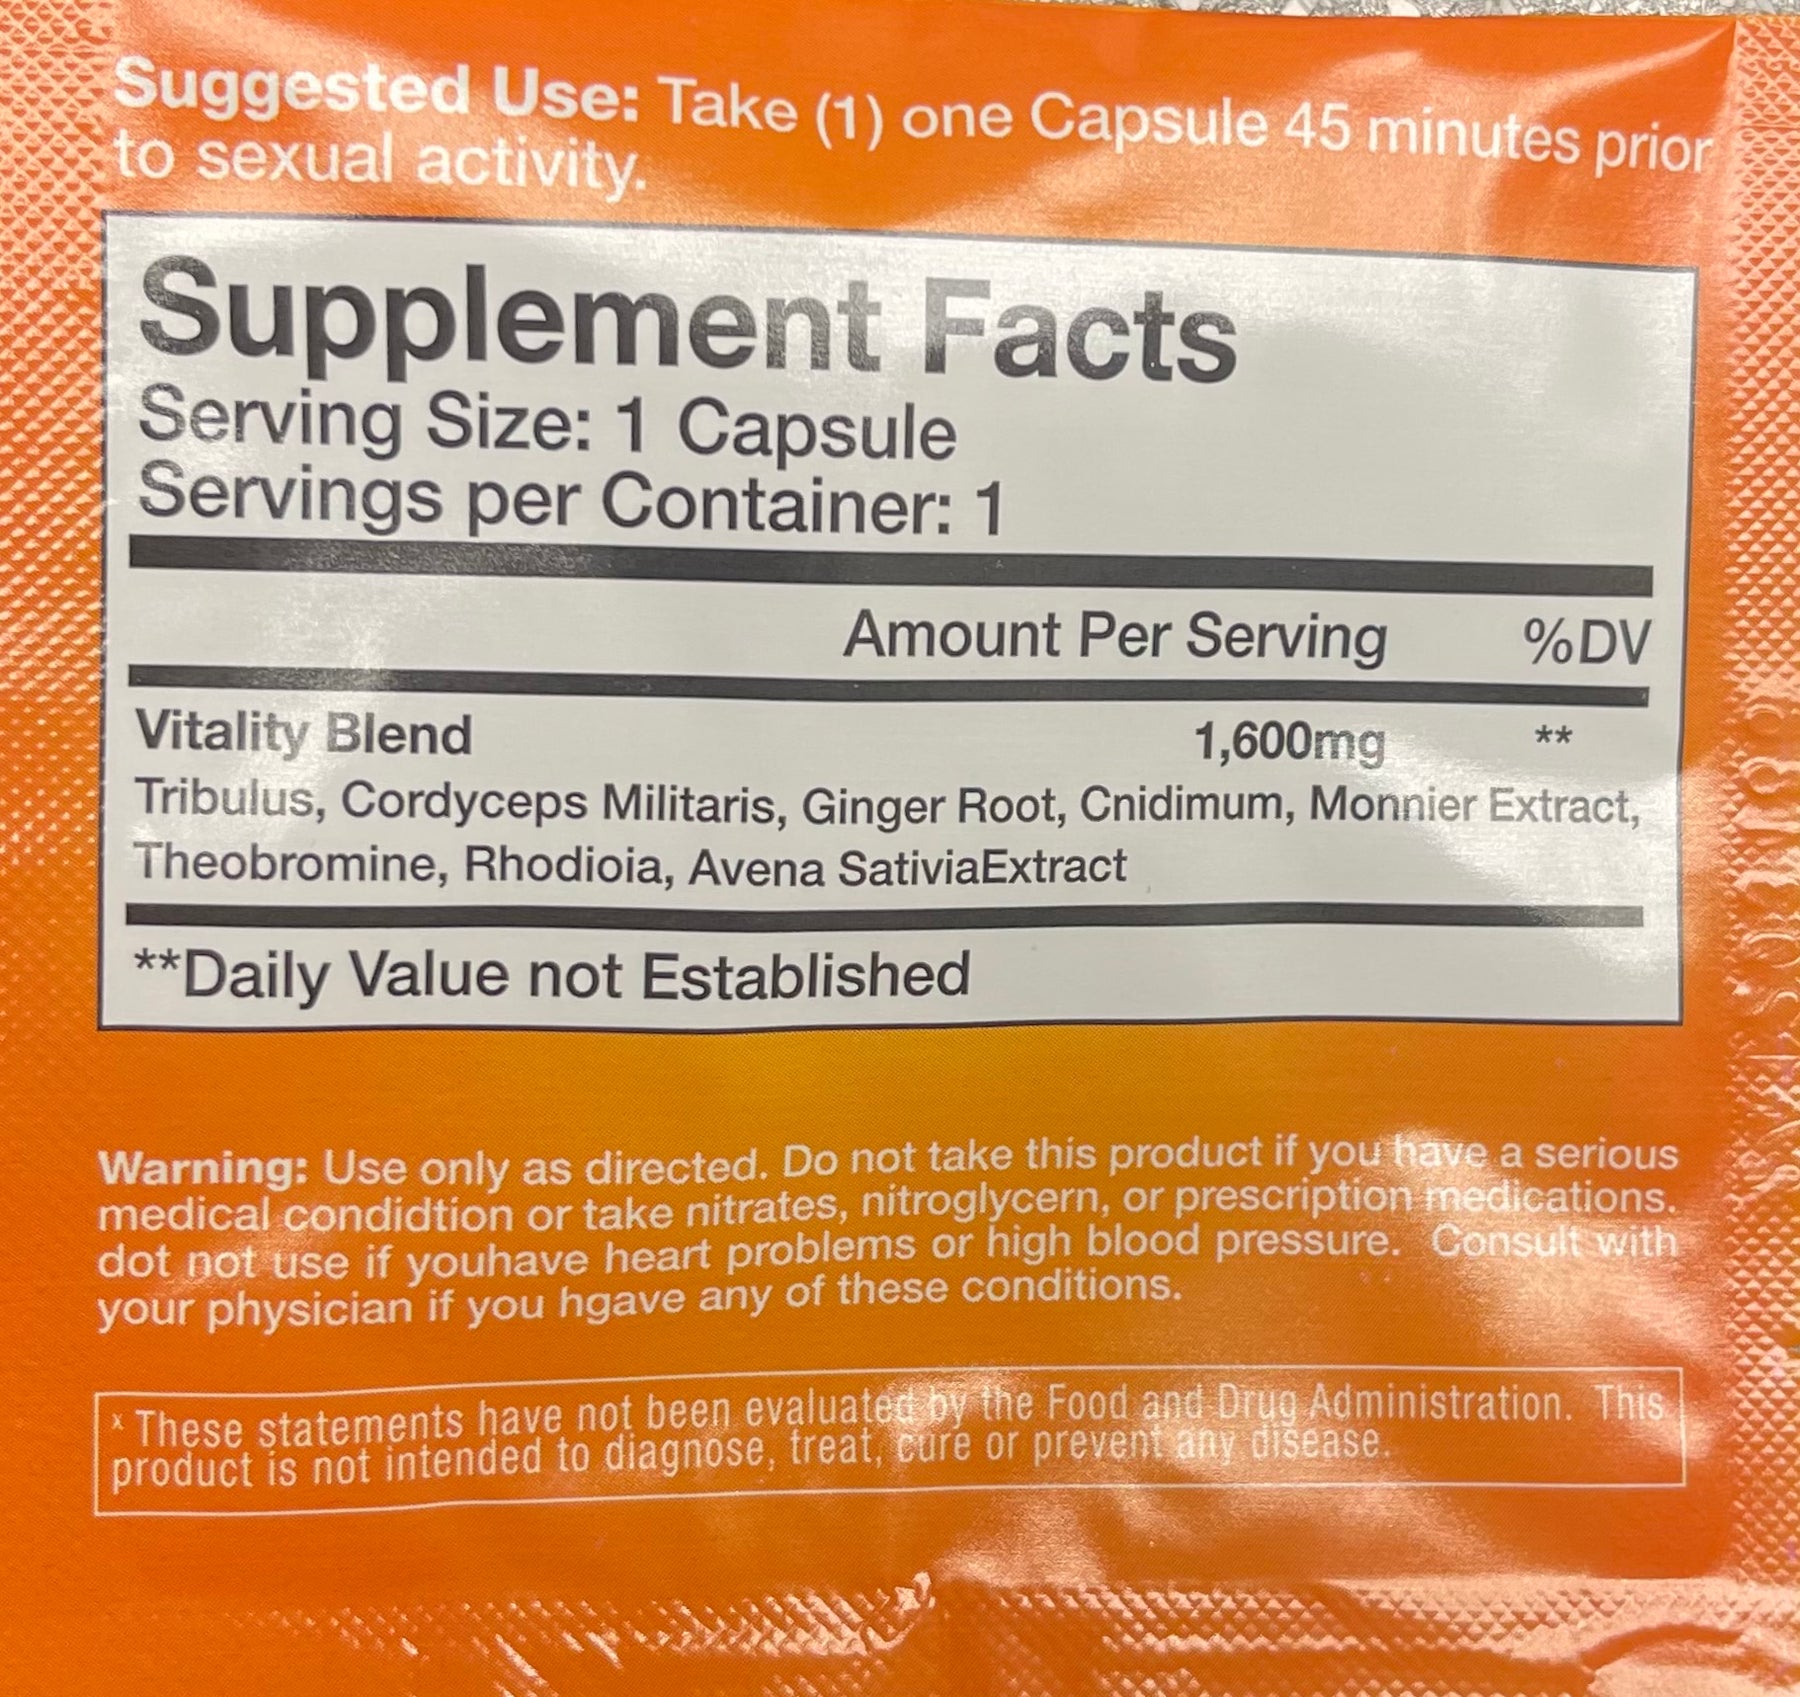 Suggested Use: Take (1) one Capsule 45 minutes prior
to sexual activity.
Supplement Facts
Serving Size: 1 Capsule
Servings per Container: 1
Amount Per Serving %DV
Vitality Blend 1,600mg **
Tribulus, Cordyceps Militaris, Ginger Root, Cnidimum, Monnier Extract,
Theobromine, Rhodioia, Avena SativiaExtract
**Daily Value not Established
Warning: Use only as directed. Do not take this product if you have a serious
medical condidtion or take nitrates, nitroglycern, or prescription medications.
dot not use if youhave heart problems or high blood pressure. Consult with
your physician if you hgave any of these conditions.
x These statements have not been evaluated by the Food and Drug Administration. This
product is not intended to diagnose, treat, cure or prevent any disease.